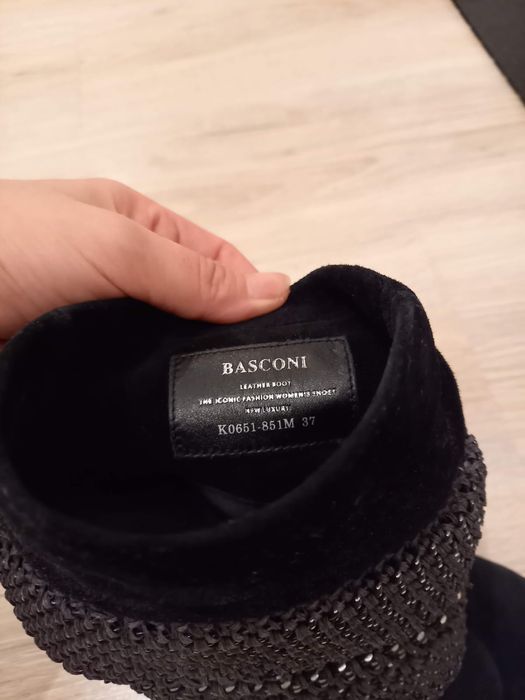 BASCONI
LEATHER BOOT
THE ICONIC FASHION WOMEN'S SHOES
NEW LUXURY
K0651-851M 37